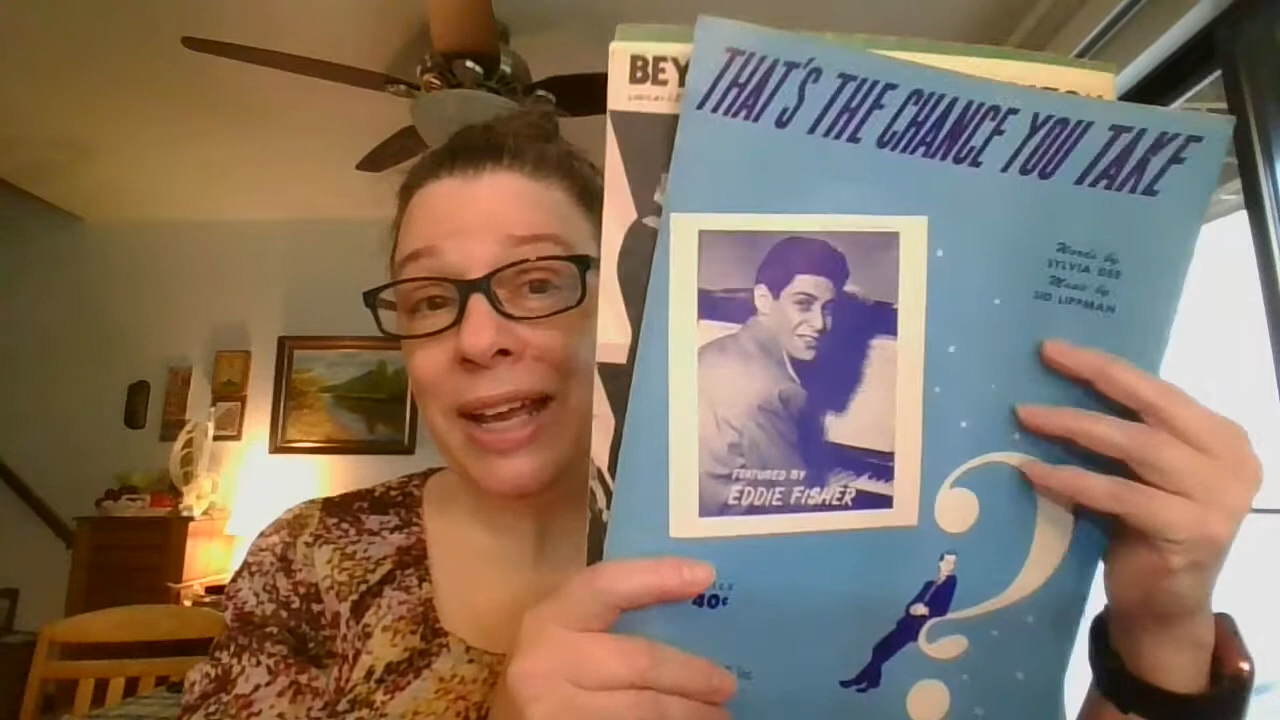 BEY
THAT'S THE CHANCE YOU TAKE
Words by
SYLVIA DEE
Music by
SID LIPPMAN
FEATURED BY
EDDIE FISHER
40¢